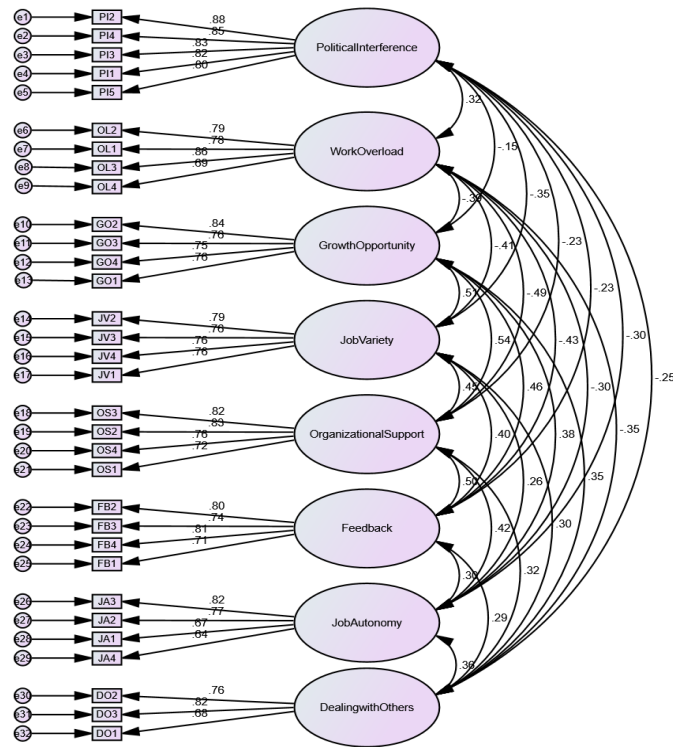 e1 PI2 .88
e2 PI4 .85
e3 PI3 .83
e4 PI1 .82
e5 PI5 .80
PoliticalInterference
.32
e6 OL2 .79
e7 OL1 .78
e8 OL3 .86
e9 OL4 .69
WorkOverload
-.15
-.39
-.35
e10 GO2 .84
e11 GO3 .76
e12 GO4 .75
e13 GO1 .76
GrowthOpportunity
-.23
-.41
.51
-.23
-.49
e14 JV2 .79
e15 JV3 .76
e16 JV4 .76
e17 JV1 .76
JobVariety
-.30
-.43
.54
.45
-.25
-.30
.46
e18 OS3 .82
e19 OS2 .83
e20 OS4 .76
e21 OS1 .72
OrganizationalSupport
-.35
.38
.40
.50
.35
.26
e22 FB2 .80
e23 FB3 .74
e24 FB4 .81
e25 FB1 .71
Feedback
.42
.30
.30
.32
e26 JA3 .82
e27 JA2 .77
e28 JA1 .67
e29 JA4 .64
JobAutonomy
.29
.36
e30 DO2 .76
e31 DO3 .82
e32 DO1 .68
DealingwithOthers